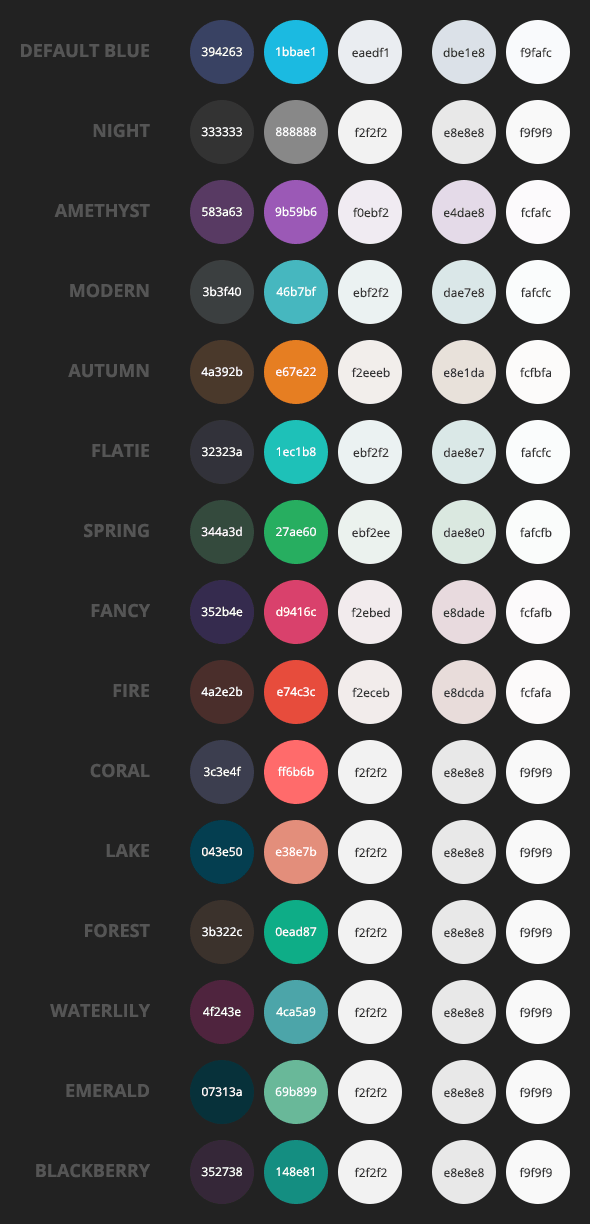 DEFAULT BLUE 394263 1bbae1 eaedf1 dbe1e8 f9fafc
NIGHT 333333 888888 f2f2f2 e8e8e8 f9f9f9
AMETHYST 583a63 9b59b6 f0ebf2 e4dae8 fcfafc
MODERN 3b3f40 46b7bf ebf2f2 dae7e8 fafcfc
AUTUMN 4a392b e67e22 f2eeeb e8e1da fcfbfa
FLATIE 32323a 1ec1b8 ebf2f2 dae8e7 fafcfc
SPRING 344a3d 27ae60 ebf2ee dae8e0 fafcfb
FANCY 352b4e d9416c f2ebed e8dade fcfafb
FIRE 4a2e2b e74c3c f2eceb e8dcda fcfafa
CORAL 3c3e4f ff6b6b f2f2f2 e8e8e8 f9f9f9
LAKE 043e50 e38e7b f2f2f2 e8e8e8 f9f9f9
FOREST 3b322c 0ead87 f2f2f2 e8e8e8 f9f9f9
WATERLILY 4f243e 4ca5a9 f2f2f2 e8e8e8 f9f9f9
EMERALD 07313a 69b899 f2f2f2 e8e8e8 f9f9f9
BLACKBERRY 352738 148e81 f2f2f2 e8e8e8 f9f9f9